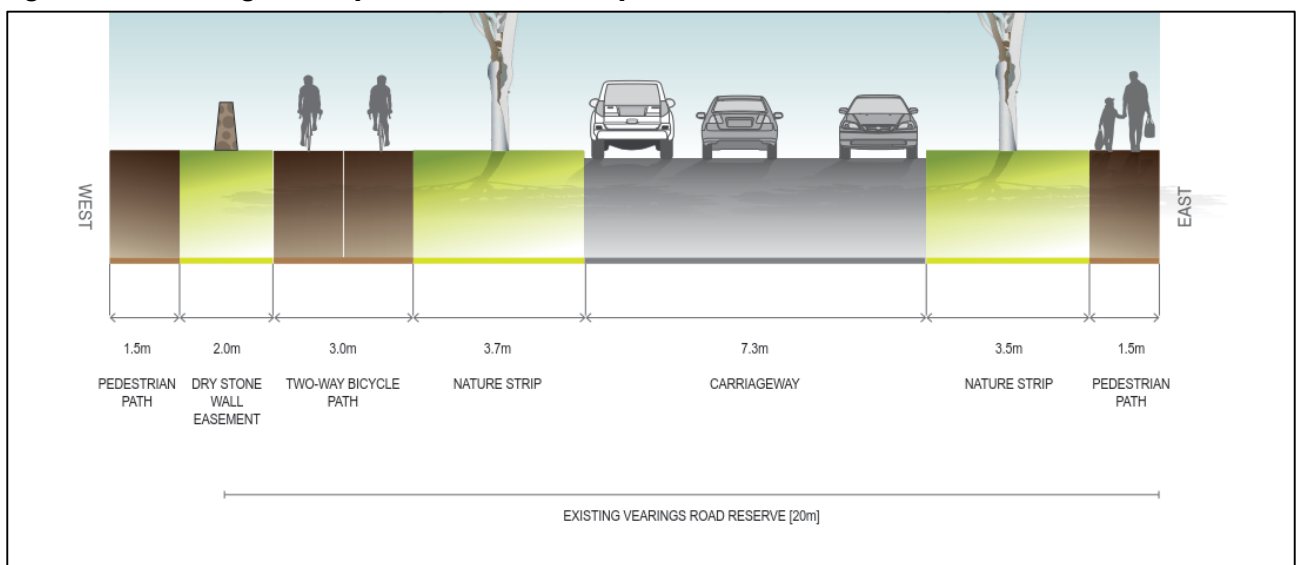 WEST
EAST
1.5m
2.0m
3.0m
3.7m
7.3m
3.5m
1.5m
PEDESTRIAN
PATH
DRY STONE
WALL
EASEMENT
TWO-WAY BICYCLE
PATH
NATURE STRIP
CARRIAGEWAY
NATURE STRIP
PEDESTRIAN
PATH
EXISTING VEARINGS ROAD RESERVE [20m]